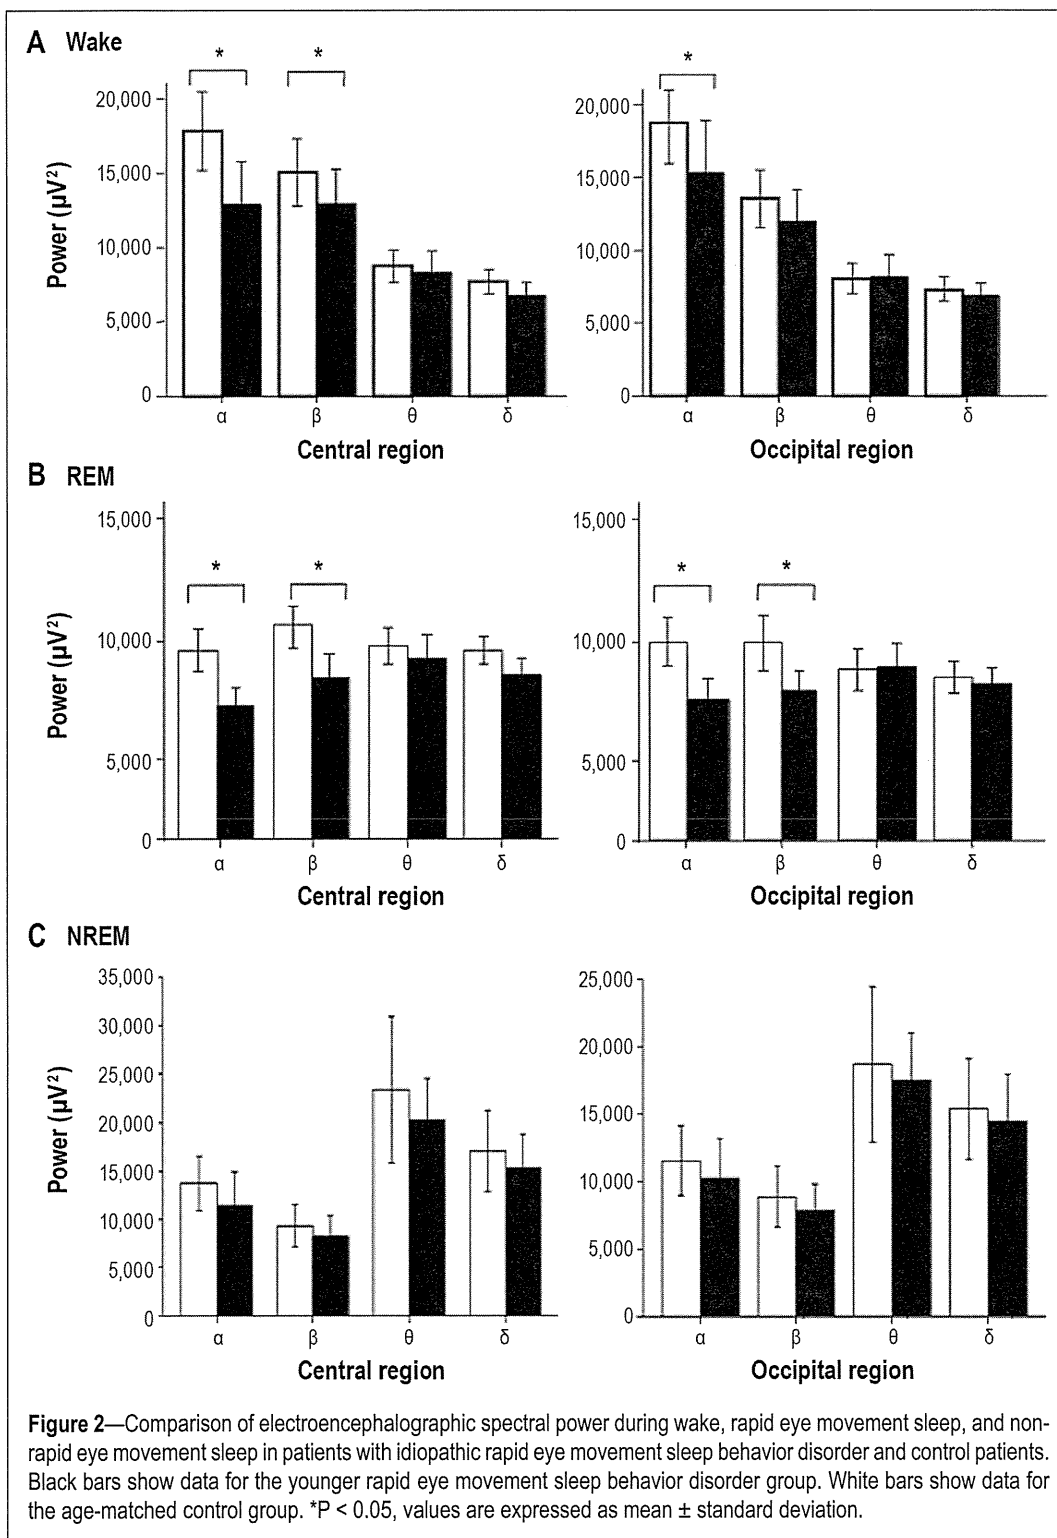 A Wake
* * *
20,000 20,000
15,000 15,000
10,000 10,000
5,000 5,000
0 0
Power (µV²)
α β θ δ α β θ δ
Central region Occipital region
B REM
15,000 15,000
* * * *
10,000 10,000
5,000 5,000
0 0
Power (µV²)
α β θ δ α β θ δ
Central region Occipital region
C NREM
35,000 25,000
30,000
25,000 20,000
20,000 15,000
15,000 10,000
10,000 5,000
5,000
0 0
Power (µV²)
α β θ δ α β θ δ
Central region Occipital region
Figure 2—Comparison of electroencephalographic spectral power during wake, rapid eye movement sleep, and non-
rapid eye movement sleep in patients with idiopathic rapid eye movement sleep behavior disorder and control patients.
Black bars show data for the younger rapid eye movement sleep behavior disorder group. White bars show data for
the age-matched control group. *P < 0.05, values are expressed as mean ± standard deviation.